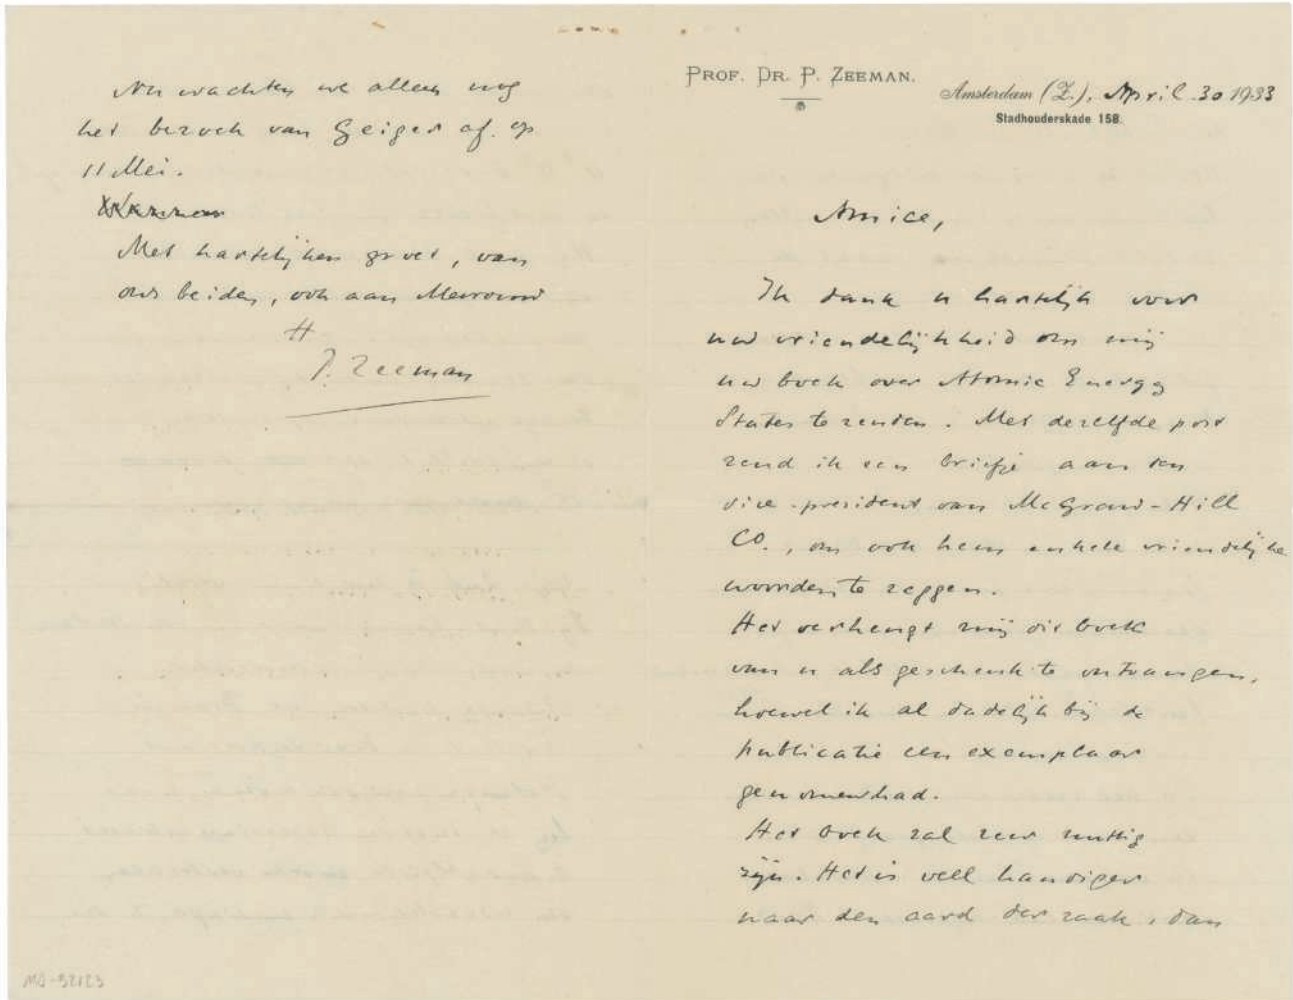 PROF. DR. P. ZEEMAN.
Amsterdam (Z.), April 30 1933
Stadhouderskade 158.
Amice,
Ik dank u hartelijk voor
uw vriendelijkheid om mij
uw boek over Atomic Energy
States te zenden. Met dezelfde post
zend ik een briefje aan den
vice-president van McGraw-Hill
CO., om ook hem enkele vriendelijke
woorden te zeggen.
Het verheugt mij dit boek
van u als geschenk te ontvangen,
hoewel ik al dadelijk bij de
publicatie een exemplaar
genomen had.
Het boek zal zeer nuttig
zijn. Het is veel handiger
naar den aard der zaak, dan
Nu wachten we alleen nog
het bezoek van Geiger af op
11 Mei.
Met hartelijken groet, van
ons beiden, ook aan Mevrouw
H
P. Zeeman
MA-32123